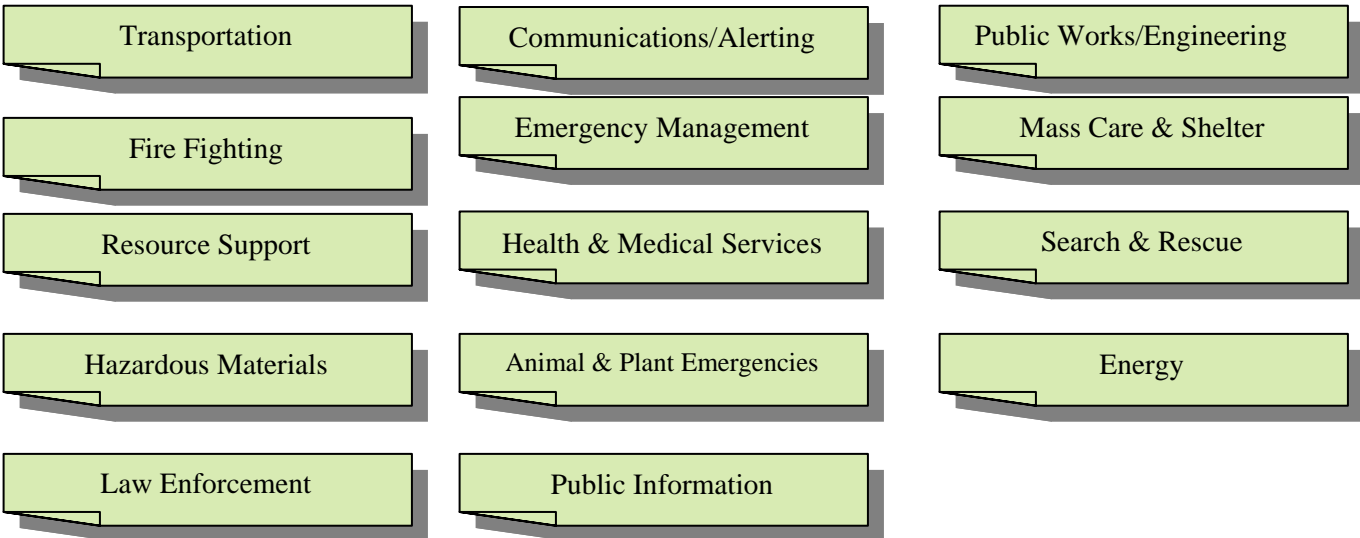 Transportation
Communications/Alerting
Public Works/Engineering
Fire Fighting
Emergency Management
Mass Care & Shelter
Resource Support
Health & Medical Services
Search & Rescue
Hazardous Materials
Animal & Plant Emergencies
Energy
Law Enforcement
Public Information